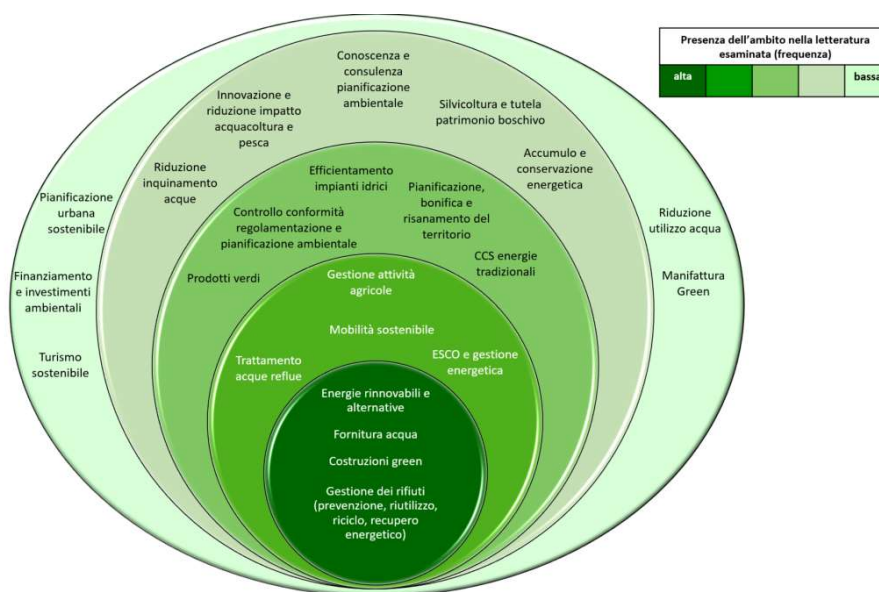 Presenza dell'ambito nella letteratura
esaminata (frequenza)
alta
bassa
Conoscenza e
consulenza
pianificazione
ambientale
Innovazione e
riduzione impatto
acquacoltura e
pesca
Silvicoltura e tutela
patrimonio boschivo
Riduzione
inquinamento
acque
Accumulo e
conservazione
energetica
Efficientamento
impianti idrici
Pianificazione,
bonifica e
risanamento del
territorio
Pianificazione
urbana
sostenibile
Controllo conformità
regolamentazione e
pianificazione ambientale
Riduzione
utilizzo acqua
CCS energie
tradizionali
Finanziamento
e investimenti
ambientali
Prodotti verdi
Gestione attività
agricole
Manifattura
Green
Mobilità sostenibile
Turismo
sostenibile
Trattamento
acque reflue
ESCO e gestione
energetica
Energie rinnovabili e
alternative
Fornitura acqua
Costruzioni green
Gestione dei rifiuti
(prevenzione, riutilizzo,
riciclo, recupero
energetico)